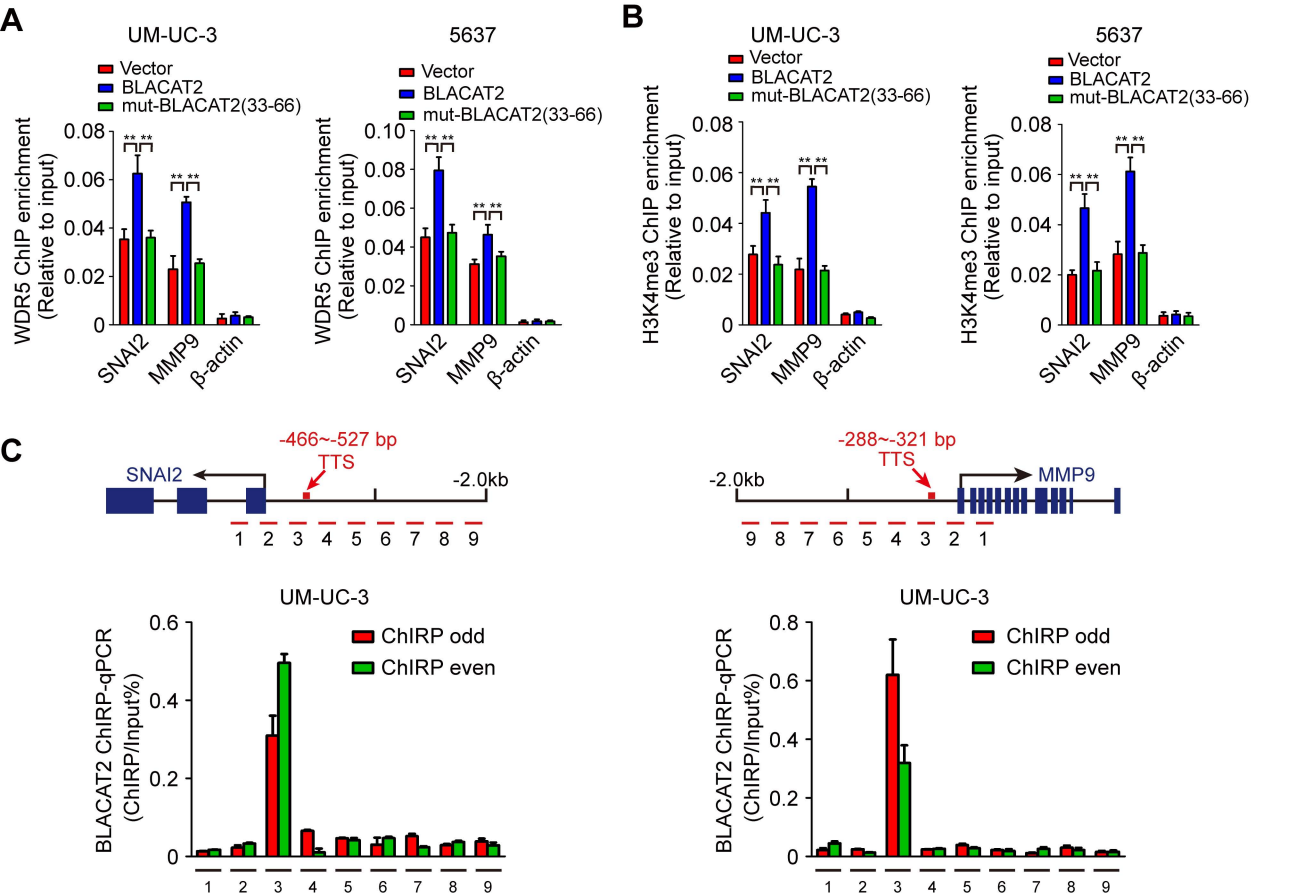 A
UM-UC-3
Vector
BLACAT2
mut-BLACAT2(33-66)
WDR5 ChIP enrichment
(Relative to input)
0.08
0.06
0.04
0.02
0
** ** ** **
SNAI2 MMP9 β-actin
5637
Vector
BLACAT2
mut-BLACAT2(33-66)
WDR5 ChIP enrichment
(Relative to input)
0.10
0.08
0.06
0.04
0.02
0
** ** ** **
SNAI2 MMP9 β-actin
B
UM-UC-3
Vector
BLACAT2
mut-BLACAT2(33-66)
H3K4me3 ChIP enrichment
(Relative to input)
0.08
0.06
0.04
0.02
0
** ** ** **
SNAI2 MMP9 β-actin
5637
Vector
BLACAT2
mut-BLACAT2(33-66)
H3K4me3 ChIP enrichment
(Relative to input)
0.08
0.06
0.04
0.02
0
** ** ** **
SNAI2 MMP9 β-actin
C
-466~-527 bp
TTS
SNAI2
-2.0kb
1 2 3 4 5 6 7 8 9
-288~-321 bp
TTS
-2.0kb
MMP9
9 8 7 6 5 4 3 2 1
UM-UC-3
ChIRP odd
ChIRP even
BLACAT2 ChIRP-qPCR
(ChIRP/Input%)
0.6
0.4
0.2
0
1 2 3 4 5 6 7 8 9
UM-UC-3
ChIRP odd
ChIRP even
BLACAT2 ChIRP-qPCR
(ChIRP/Input%)
0.8
0.6
0.4
0.2
0
1 2 3 4 5 6 7 8 9